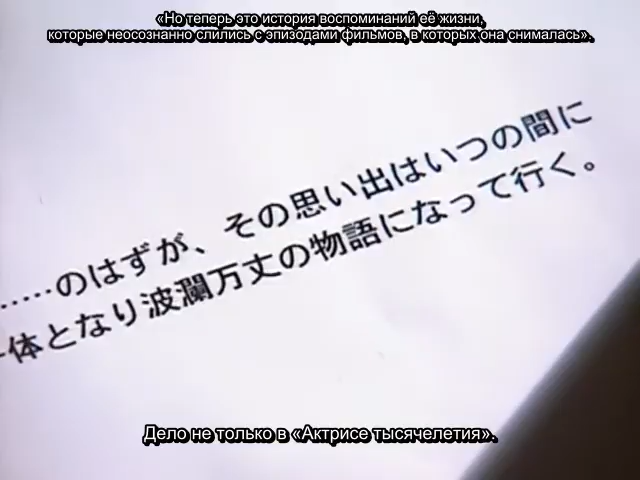 «Но теперь это история воспоминаний её жизни,
которые неосознанно слились с эпизодами фильмов, в которых она снималась».
……のはずが、その思い出はいつの間に
一体となり波瀾万丈の物語になって行く。
Дело не только в «Актрисе тысячелетия».